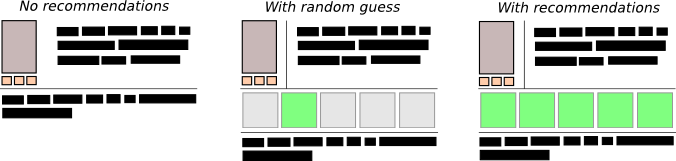 No recommendations
With random guess
With recommendations